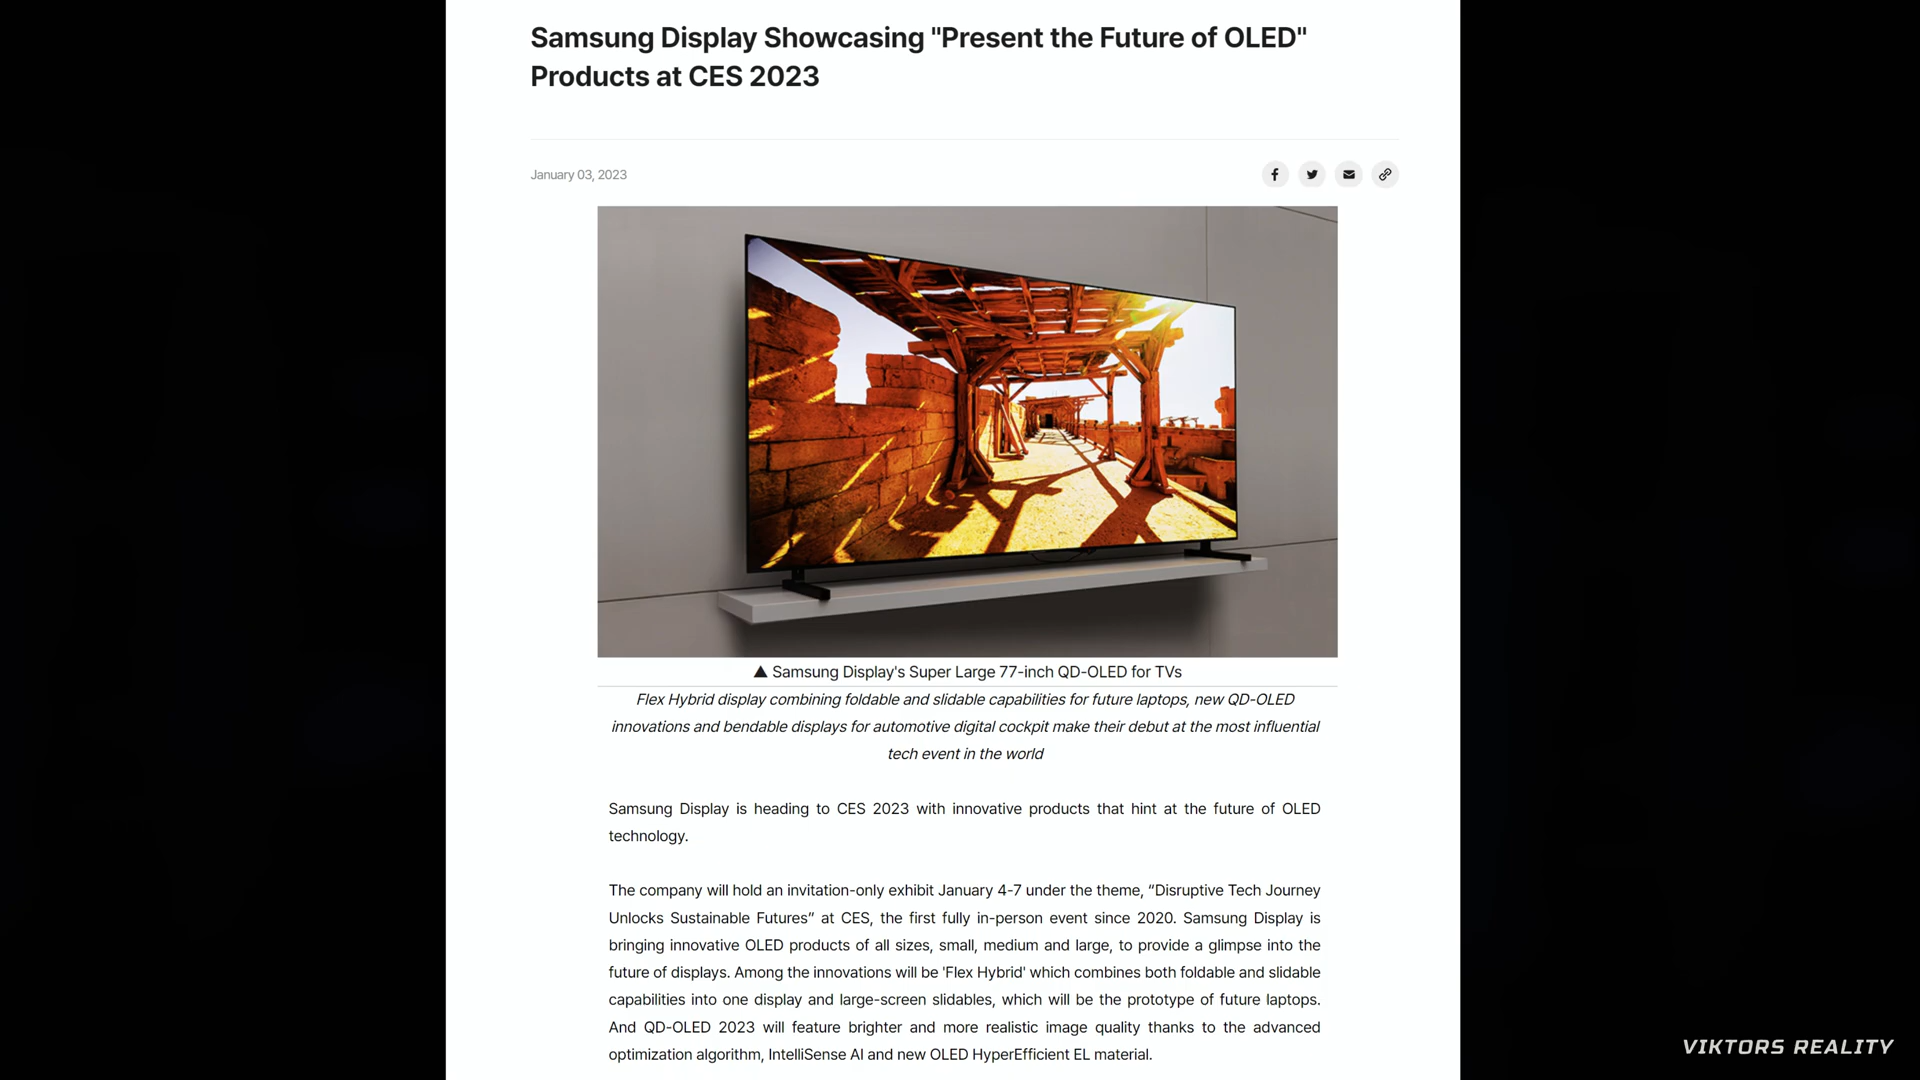 Samsung Display Showcasing "Present the Future of OLED"
Products at CES 2023
January 03, 2023
▲ Samsung Display's Super Large 77-inch QD-OLED for TVs
Flex Hybrid display combining foldable and slidable capabilities for future laptops, new QD-OLED
innovations and bendable displays for automotive digital cockpit make their debut at the most influential
tech event in the world
Samsung Display is heading to CES 2023 with innovative products that hint at the future of OLED
technology.
The company will hold an invitation-only exhibit January 4-7 under the theme, “Disruptive Tech Journey
Unlocks Sustainable Futures” at CES, the first fully in-person event since 2020. Samsung Display is
bringing innovative OLED products of all sizes, small, medium and large, to provide a glimpse into the
future of displays. Among the innovations will be 'Flex Hybrid' which combines both foldable and slidable
capabilities into one display and large-screen slidables, which will be the prototype of future laptops.
And QD-OLED 2023 will feature brighter and more realistic image quality thanks to the advanced
optimization algorithm, IntelliSense AI and new OLED HyperEfficient EL material.
VIKTORS REALITY